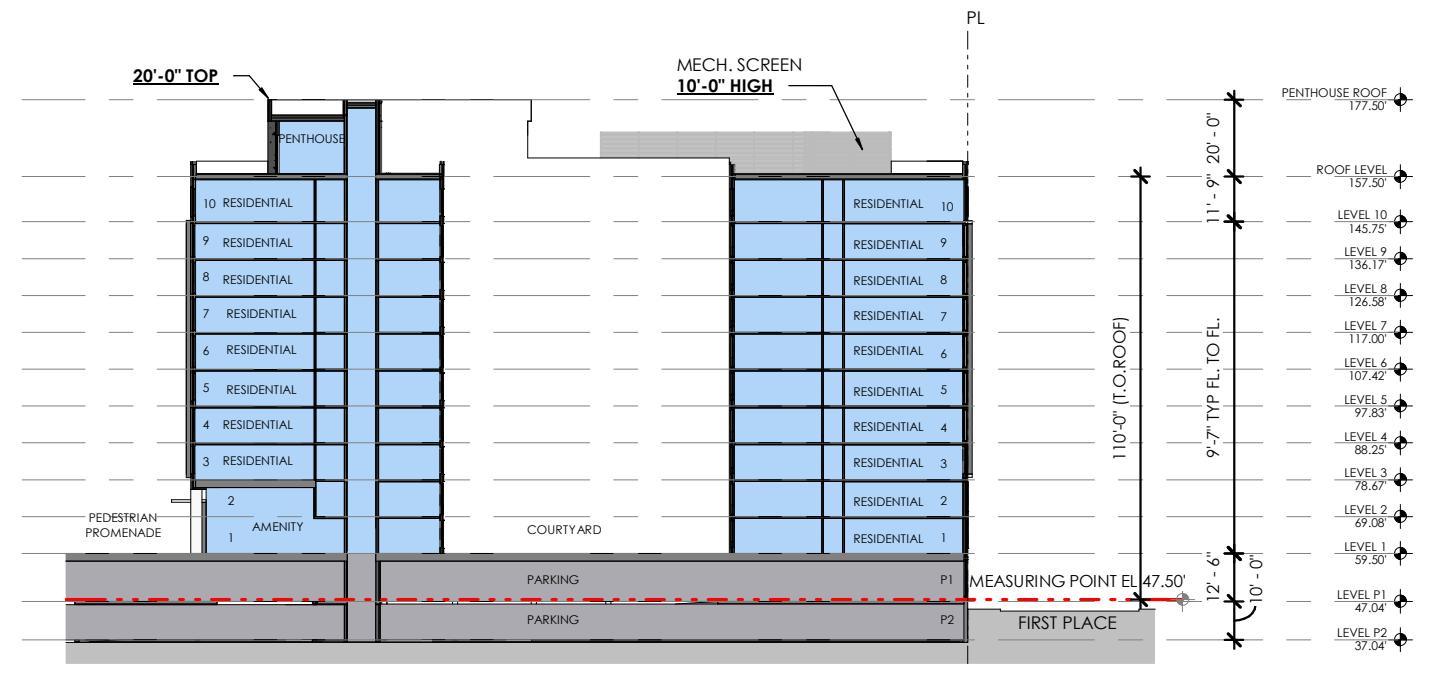 PL
MECH. SCREEN
10'-0" HIGH
20'-0" TOP
PENTHOUSE ROOF
177.50'
PENTHOUSE
20' - 0"
ROOF LEVEL
157.50'
11' - 9"
10 RESIDENTIAL
RESIDENTIAL 10
LEVEL 10
145.75'
9 RESIDENTIAL
RESIDENTIAL 9
LEVEL 9
136.17'
8 RESIDENTIAL
RESIDENTIAL 8
LEVEL 8
126.58'
7 RESIDENTIAL
RESIDENTIAL 7
LEVEL 7
117.00'
6 RESIDENTIAL
RESIDENTIAL 6
LEVEL 6
107.42'
110'-0" (T.O.ROOF)
9'-7" TYP FL. TO FL.
5 RESIDENTIAL
RESIDENTIAL 5
LEVEL 5
97.83'
4 RESIDENTIAL
RESIDENTIAL 4
LEVEL 4
88.25'
3 RESIDENTIAL
RESIDENTIAL 3
LEVEL 3
78.67'
2
RESIDENTIAL 2
LEVEL 2
69.08'
PEDESTRIAN
PROMENADE
AMENITY
1
COURTYARD
RESIDENTIAL 1
LEVEL 1
59.50'
PARKING
P1
MEASURING POINT EL 47.50'
12' - 6"
10' - 0"
LEVEL P1
47.04'
PARKING
P2
FIRST PLACE
LEVEL P2
37.04'